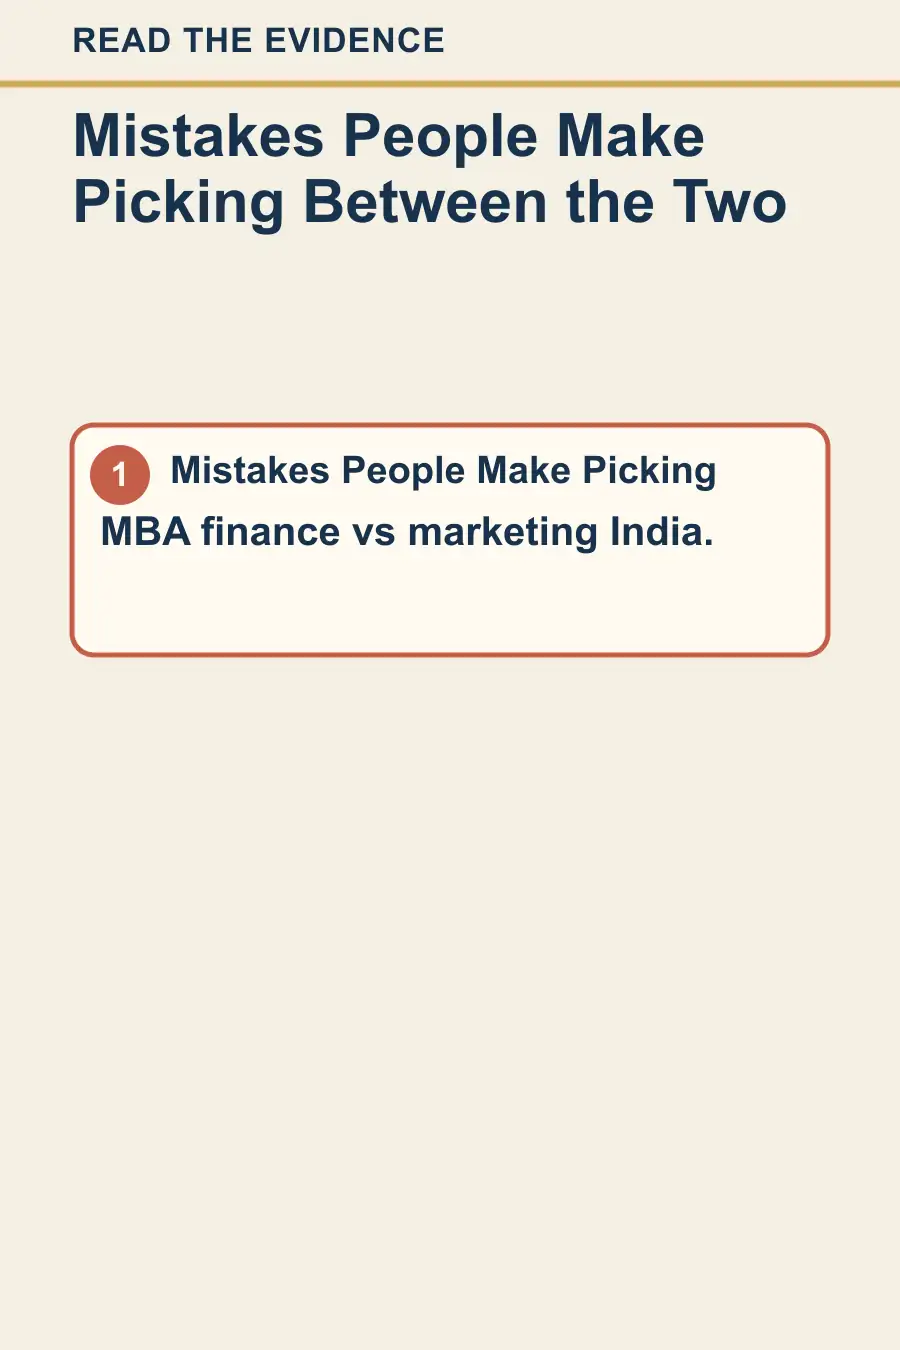 READ THE EVIDENCE
Mistakes People Make
Picking Between the Two
1 Mistakes People Make Picking
MBA finance vs marketing India.